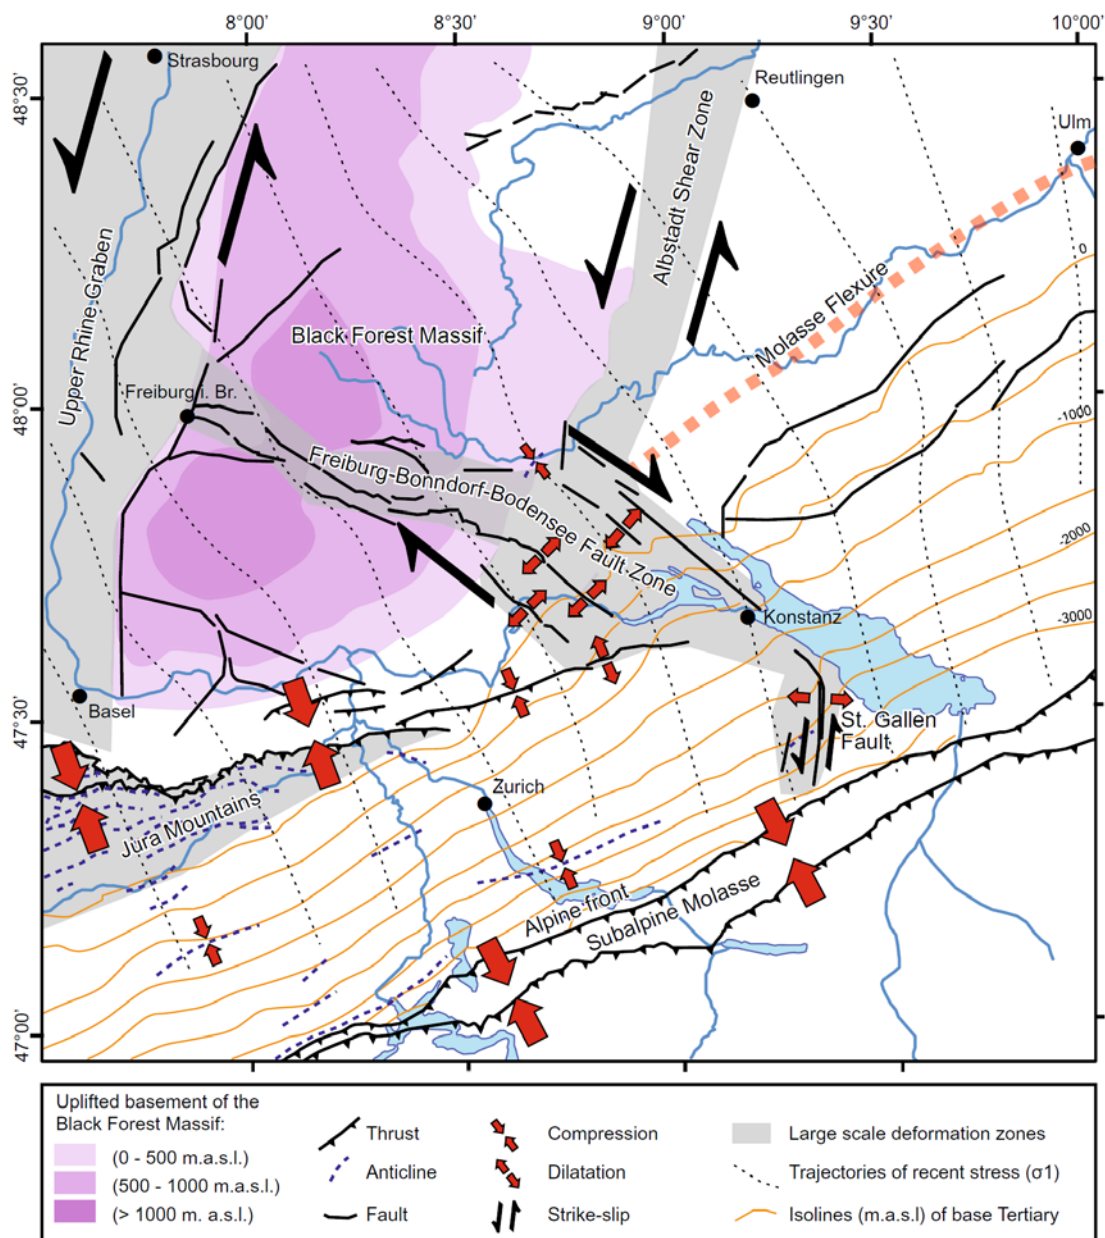 8°00'
8°30'
9°00'
9°30'
10°00'
48°30'
48°00'
47°30'
47°00'
Strasbourg
Reutlingen
Ulm
Albstadt Shear Zone
Upper Rhine Graben
Molasse Flexure
Black Forest Massif
Freiburg i. Br.
Freiburg-Bonndorf-Bodensee Fault Zone
0
-1000
-2000
-3000
Konstanz
Basel
St. Gallen
Fault
Zurich
Jura Mountains
Alpine front
Subalpine Molasse
Uplifted basement of the
Black Forest Massif:
(0 - 500 m.a.s.l.)
(500 - 1000 m.a.s.l.)
(> 1000 m. a.s.l.)
Thrust
Anticline
Fault
Compression
Dilatation
Strike-slip
Large scale deformation zones
Trajectories of recent stress (σ1)
Isolines (m.a.s.l) of base Tertiary